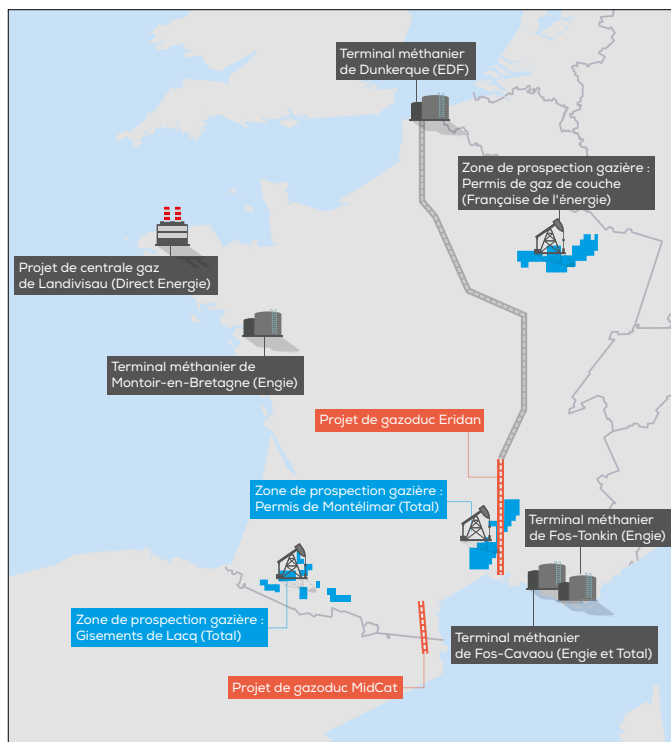 Terminal méthanier
de Dunkerque (EDF)
Zone de prospection gazière :
Permis de gaz de couche
(Française de l'énergie)
Projet de centrale gaz
de Landivisau (Direct Energie)
Terminal méthanier de
Montoir-en-Bretagne (Engie)
Projet de gazoduc Eridan
Zone de prospection gazière :
Permis de Montélimar (Total)
Terminal méthanier
de Fos-Tonkin (Engie)
Zone de prospection gazière :
Gisements de Lacq (Total)
Terminal méthanier
de Fos-Cavaou (Engie et Total)
Projet de gazoduc MidCat